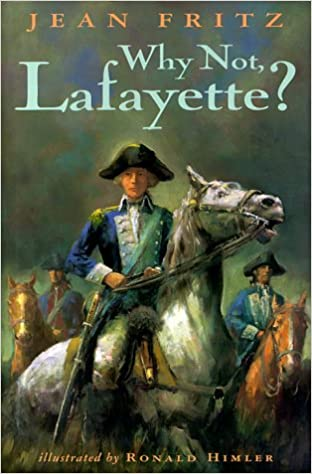 JEAN FRITZ
Why Not,
Lafayette?
illustrated by RONALD HIMLER